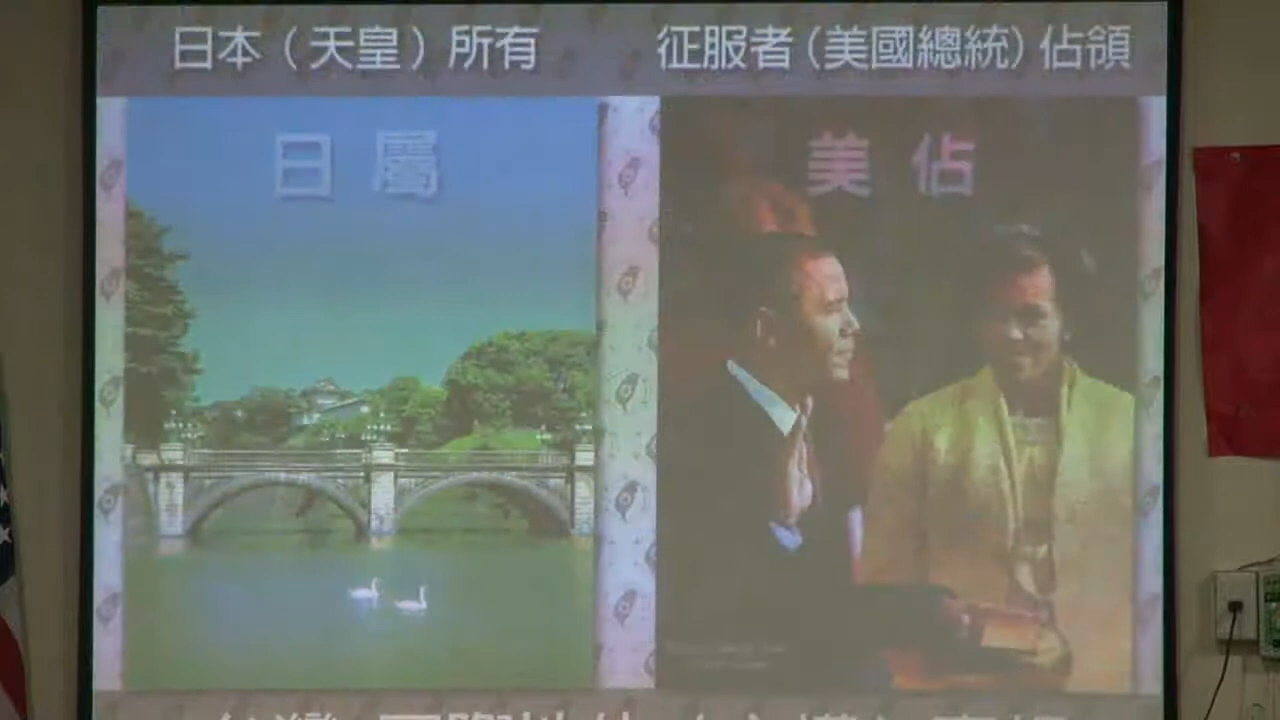 日本（天皇）所有
征服者（美國總統）佔領
日屬
美佔